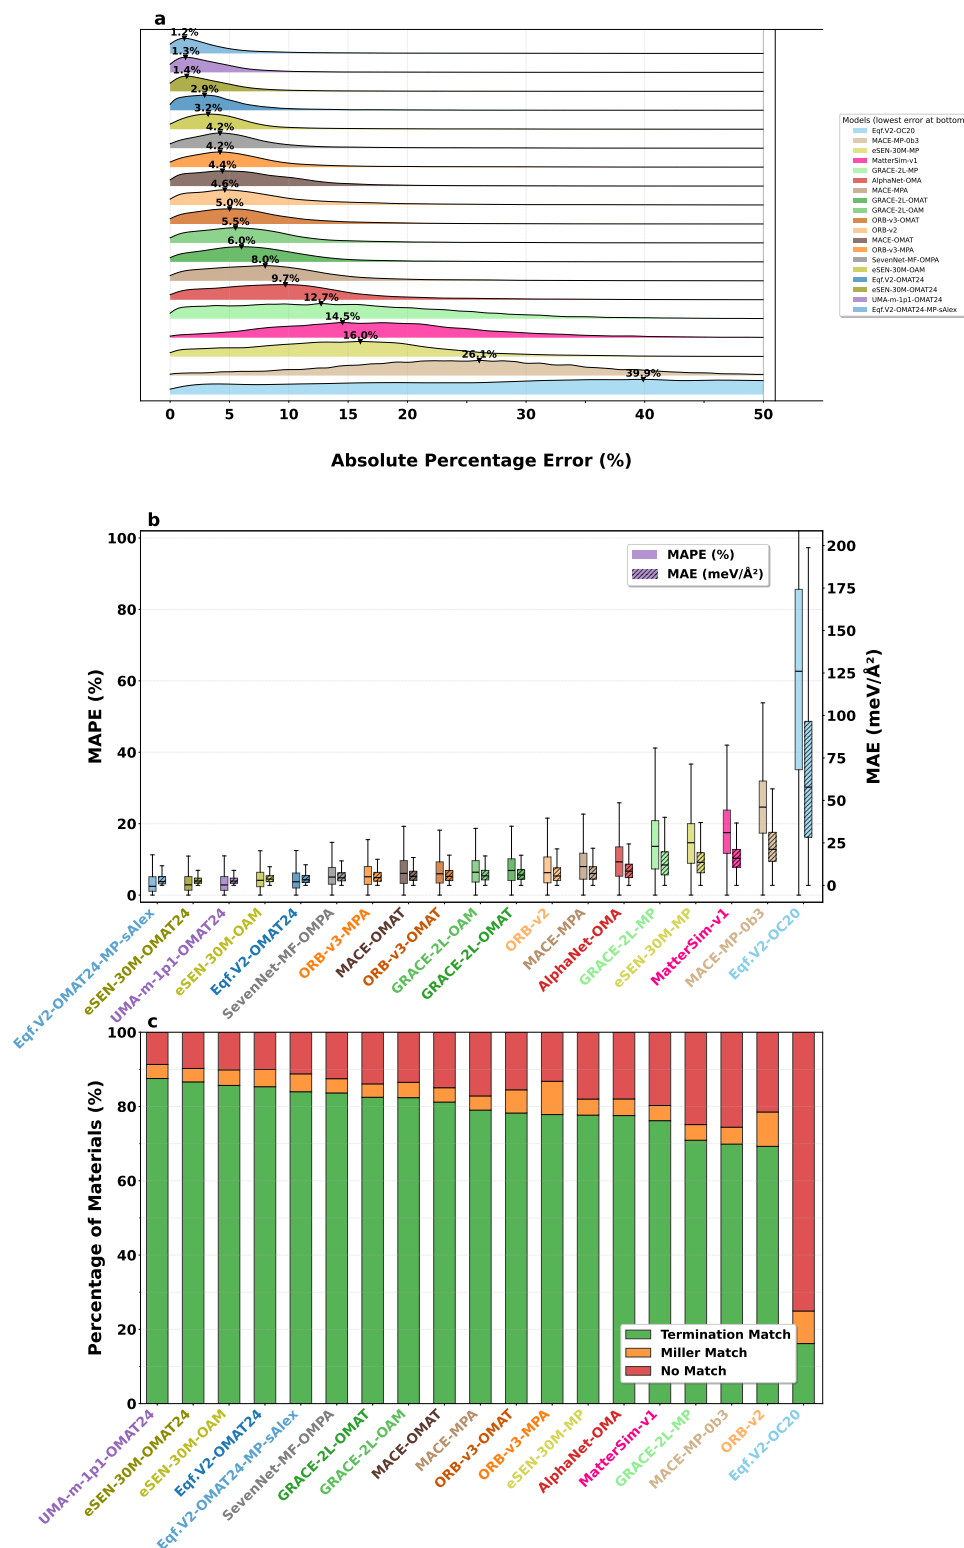 a
1.2%
1.3%
1.4%
2.9%
3.2%
4.2%
4.2%
4.4%
4.6%
5.0%
5.5%
6.0%
8.0%
9.7%
12.7%
14.5%
16.0%
26.1%
39.9%
0 5 10 15 20 30 40 50
Absolute Percentage Error (%)
Models (lowest error at bottom
Eqf.V2-OC20
MACE-MP-0b3
eSEN-30M-MP
MatterSim-v1
GRACE-2L-MP
AlphaNet-OMA
MACE-MPA
GRACE-2L-OMAT
GRACE-2L-OAM
ORB-v3-OMAT
ORB-v2
MACE-OMAT
ORB-v3-MPA
SevenNet-MF-OMPA
eSEN-30M-OAM
Eqf.V2-OMAT24
eSEN-30M-OMAT24
UMA-m-1p1-OMAT24
Eqf.V2-OMAT24-MP-sAlex
b
MAPE (%)
100
80
60
40
20
0
MAPE (%)
MAE (meV/Å²)
200
175
150
125
100
75
50
25
0
MAE (meV/Å²)
Eqf.V2-OMAT24-MP-sAlex
eSEN-30M-OMAT24
UMA-m-1p1-OMAT24
eSEN-30M-OAM
Eqf.V2-OMAT24
SevenNet-MF-OMPA
ORB-v3-MPA
MACE-OMAT
ORB-v3-OMAT
GRACE-2L-OAM
GRACE-2L-OMAT
ORB-v2
MACE-MPA
AlphaNet-OMA
GRACE-2L-MP
eSEN-30M-MP
MatterSim-v1
MACE-MP-0b3
Eqf.V2-OC20
c
Percentage of Materials (%)
100
80
60
40
20
0
Termination Match
Miller Match
No Match
UMA-m-1p1-OMAT24
eSEN-30M-OMAT24
eSEN-30M-OAM
Eqf.V2-OMAT24
Eqf.V2-OMAT24-MP-sAlex
SevenNet-MF-OMPA
GRACE-2L-OMAT
GRACE-2L-OAM
MACE-OMAT
MACE-MPA
ORB-v3-OMAT
ORB-v3-MPA
eSEN-30M-MP
AlphaNet-OMA
MatterSim-v1
GRACE-2L-MP
MACE-MP-0b3
ORB-v2
Eqf.V2-OC20